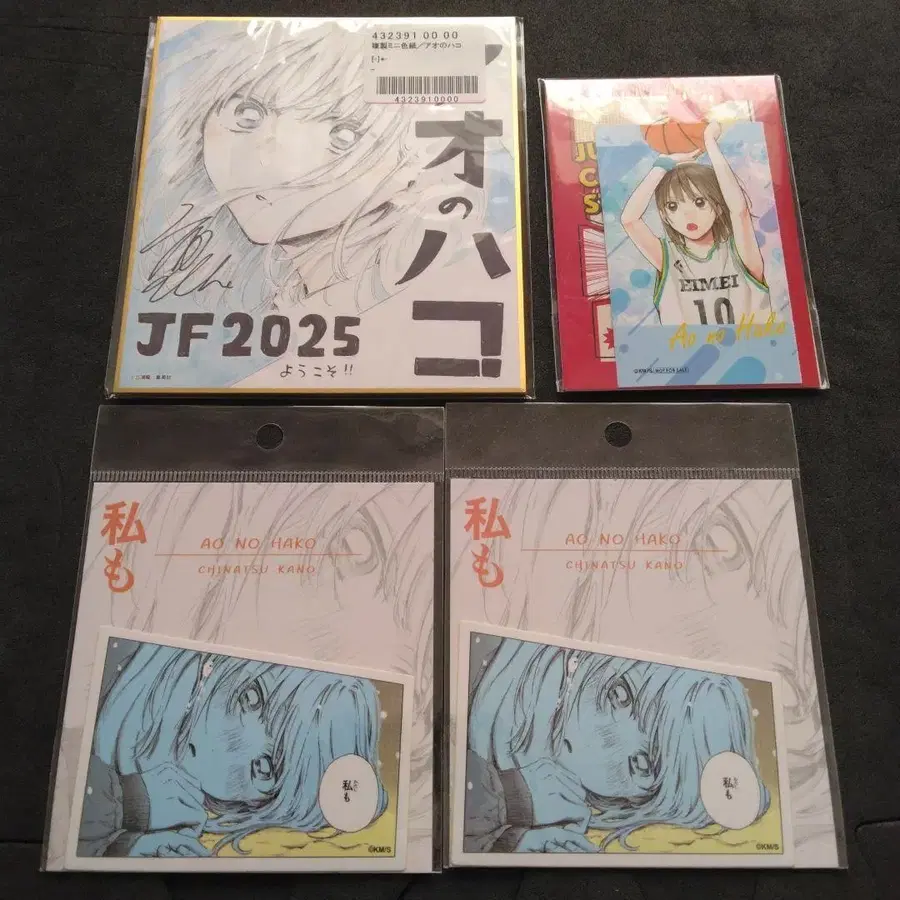 432391 00 00
複製ミニ色紙／アオのハコ
[-]+-
-
4323910000
アオのハコ
JF2025
ようこそ!!
JU
C
S
EIMEI
10
Ao no Hako
私も
AO NO HAKO
CHINATSU KANO
私も
©KM/S
私も
AO NO HAKO
CHINATSU KANO
私も
©KM/S